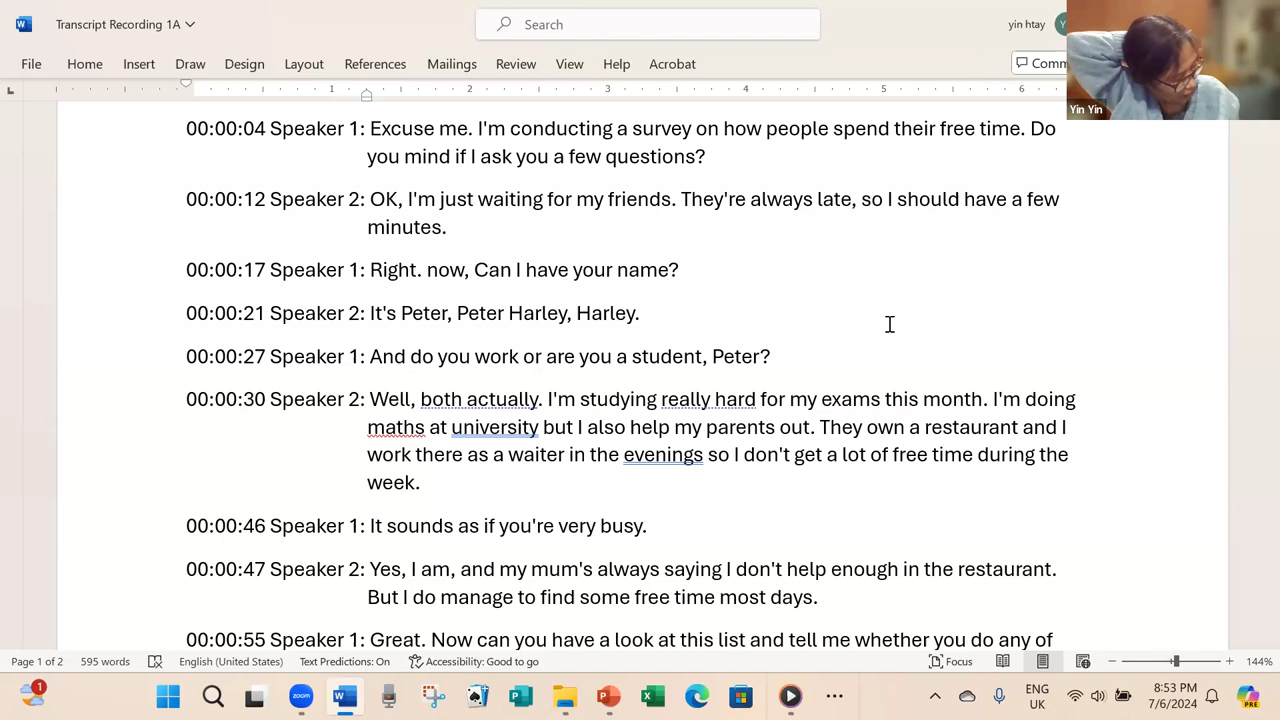 Transcript Recording 1A
Search
yin htay
Y
File Home Insert Draw Design Layout References Mailings Review View Help Acrobat
Yin Yin
1 2 3 4 5 6
00:00:04 Speaker 1: Excuse me. I'm conducting a survey on how people spend their free time. Do
you mind if I ask you a few questions?
00:00:12 Speaker 2: OK, I'm just waiting for my friends. They're always late, so I should have a few
minutes.
00:00:17 Speaker 1: Right. now, Can I have your name?
00:00:21 Speaker 2: It's Peter, Peter Harley, Harley.
00:00:27 Speaker 1: And do you work or are you a student, Peter?
00:00:30 Speaker 2: Well, both actually. I'm studying really hard for my exams this month. I'm doing
maths at university but I also help my parents out. They own a restaurant and I
work there as a waiter in the evenings so I don't get a lot of free time during the
week.
00:00:46 Speaker 1: It sounds as if you're very busy.
00:00:47 Speaker 2: Yes, I am, and my mum's always saying I don't help enough in the restaurant.
But I do manage to find some free time most days.
00:00:55 Speaker 1: Great. Now can you have a look at this list and tell me whether you do any of
Page 1 of 2 595 words English (United States) Text Predictions: On Accessibility: Good to go Focus 144%
1
zoom
ENG
UK
8:53 PM
7/6/2024
PRE